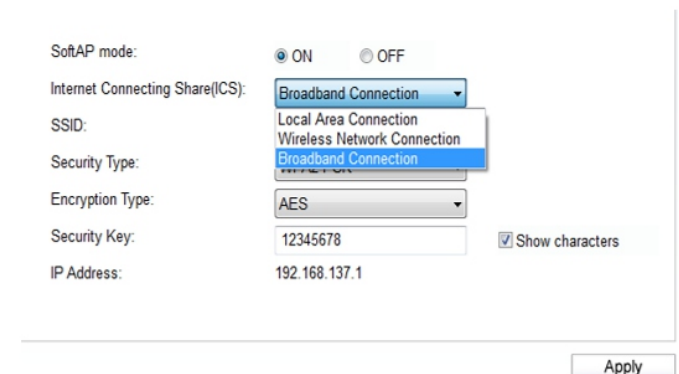 SoftAP mode: ON OFF
Internet Connecting Share(ICS): Broadband Connection
Local Area Connection
SSID:
Wireless Network Connection
Broadband Connection
Security Type:
Encryption Type: AES
Security Key: 12345678 Show characters
IP Address: 192.168.137.1
Apply